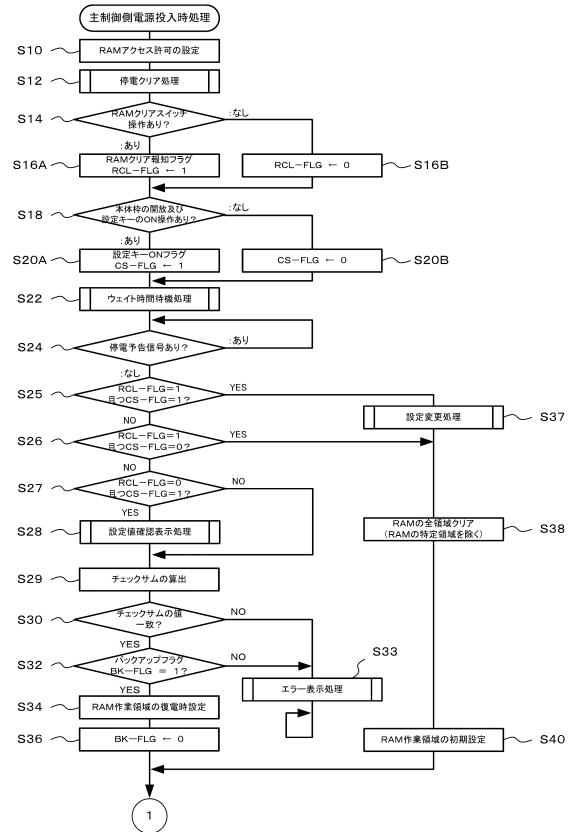 主制御側電源投入時処理
S10
RAMアクセス許可の設定
S12
停電クリア処理
S14
RAMクリアスイッチ
操作あり?
:なし
:あり
S16A
RAMクリア報知フラグ
RCL-FLG ← 1
RCL-FLG ← 0
S16B
S18
本体枠の開放及び
設定キーのON操作あり?
:なし
:あり
S20A
設定キーONフラグ
CS-FLG ← 1
CS-FLG ← 0
S20B
S22
ウェイト時間待機処理
S24
停電予告信号あり?
:あり
:なし
S25
RCL-FLG=1
且つCS-FLG=1?
YES
NO
設定変更処理
S37
S26
RCL-FLG=1
且つCS-FLG=0?
YES
NO
S27
RCL-FLG=0
且つCS-FLG=1?
NO
YES
S28
設定値確認表示処理
RAMの全領域クリア
(RAMの特定領域を除く)
S38
S29
チェックサムの算出
S30
チェックサムの値
一致?
NO
YES
S32
バックアップフラグ
BK-FLG = 1?
NO
YES
S33
エラー表示処理
S34
RAM作業領域の復電時設定
S36
BK-FLG ← 0
RAM作業領域の初期設定
S40
1